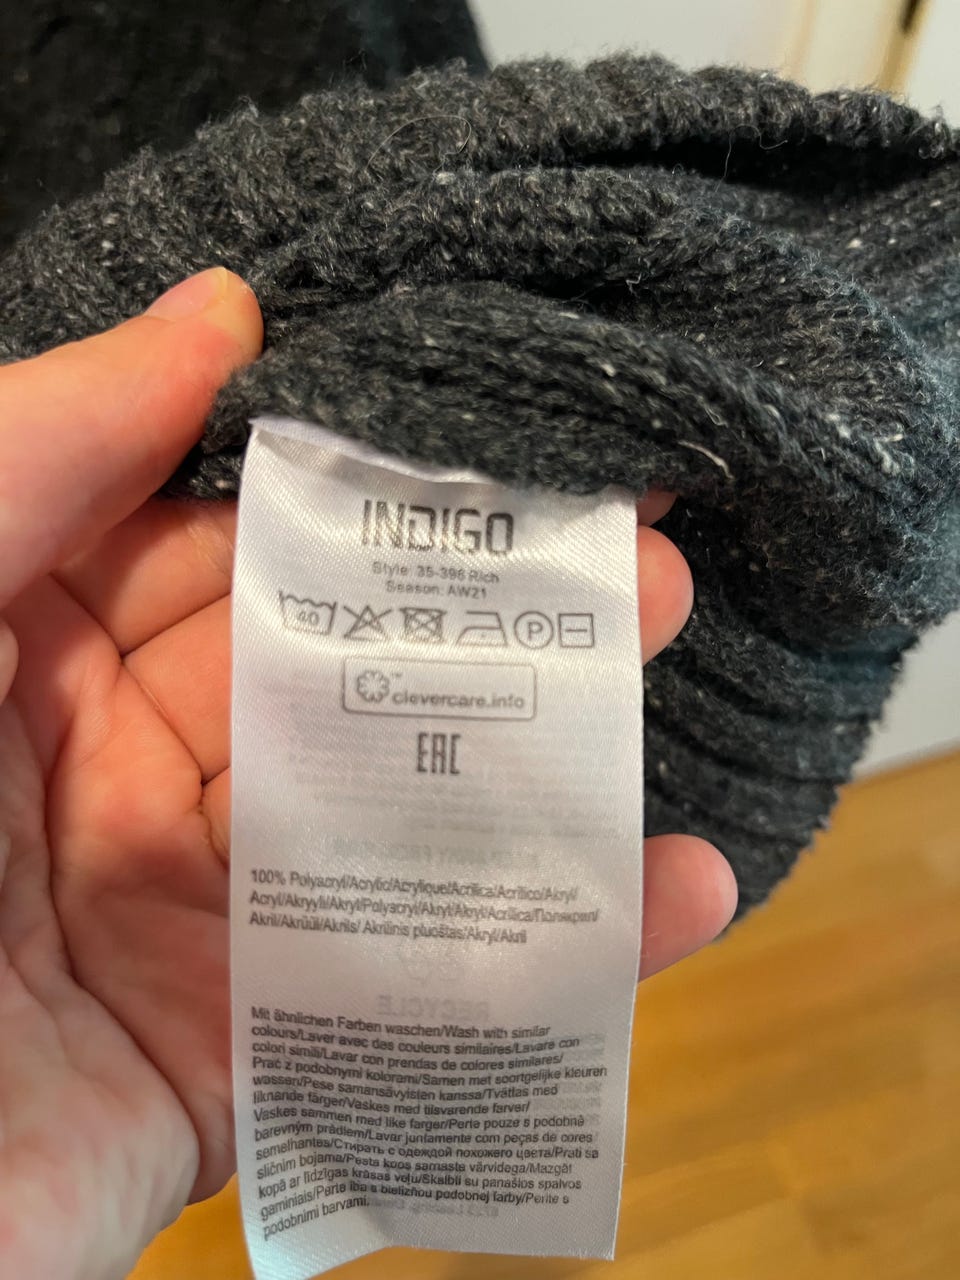 INDIGO
Style: 35-396 Rich
Season: AW21
40 P
clevercare.info
EAC
100% Polyacryl/Acrylic/Acrylique/Acrilica/Acrílico/Akryl/
Acryl/Akryyli/Akryl/Polyacryl/Akryl/Akryl/Acrílica/Полиакрил/
Akril/Akrüül/Akrils/ Akrilinis pluoštas/Akryl/Akril
Mit ähnlichen Farben waschen/Wash with similar
colours/Laver avec des couleurs similaires/Lavare con
colori simili/Lavar con prendas de colores similares/
Prać z podobnymi kolorami/Samen met soortgelijke kleuren
wassen/Pese samansävyisten kanssa/Tvättas med
liknande färger/Vaskes med tilsvarende farver/
Vaskes sammen med like farger/Perte pouze s podobně
barevným prádlem/Lavar juntamente com peças de cores
semelhantes/Стирать с одеждой похожего цвета/Prati sa
sličnim bojama/Pesta koos samaste värvidega/Mazgāt
kopā ar līdzīgas krāsas veļu/Skalbti su panašios spalvos
gaminiais/Perte iba s bielizňou podobnej farby/Perite s
podobnimi barvami.
RECYCLE